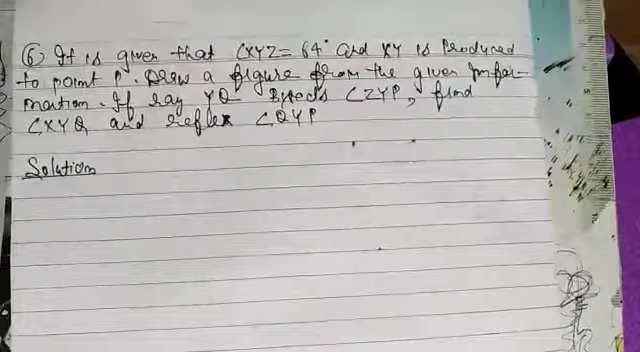 ⑥ It is given that ∠XYZ = 64° and XY is Produced
to point P. Draw a figure from the given Infor-
mation. If ray YQ Bisects ∠ZYP, find
∠XYQ and reflex ∠QYP
Solution